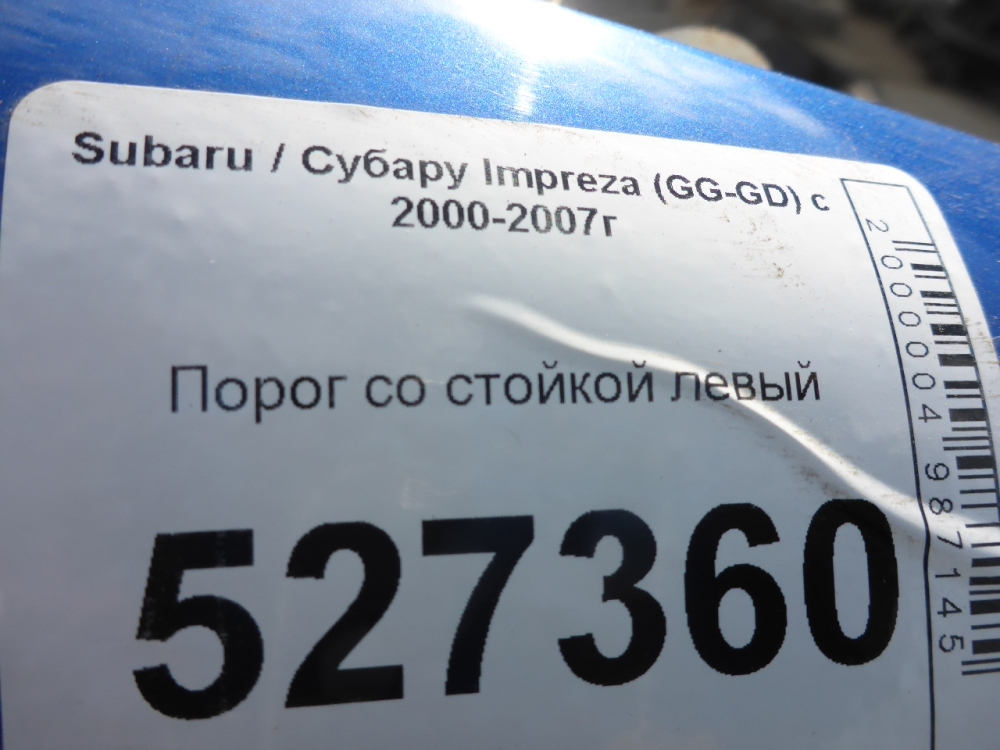 Subaru / Субару Impreza (GG-GD) с
2000-2007г
Порог со стойкой левый
527360
2000004987145